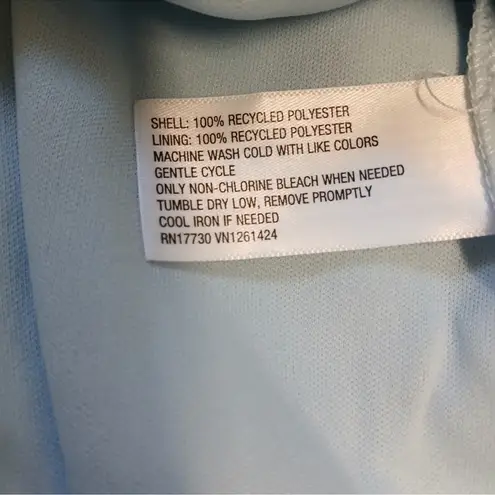 SHELL: 100% RECYCLED POLYESTER
LINING: 100% RECYCLED POLYESTER
MACHINE WASH COLD WITH LIKE COLORS
GENTLE CYCLE
ONLY NON-CHLORINE BLEACH WHEN NEEDED
TUMBLE DRY LOW, REMOVE PROMPTLY
COOL IRON IF NEEDED
RN17730 VN1261424